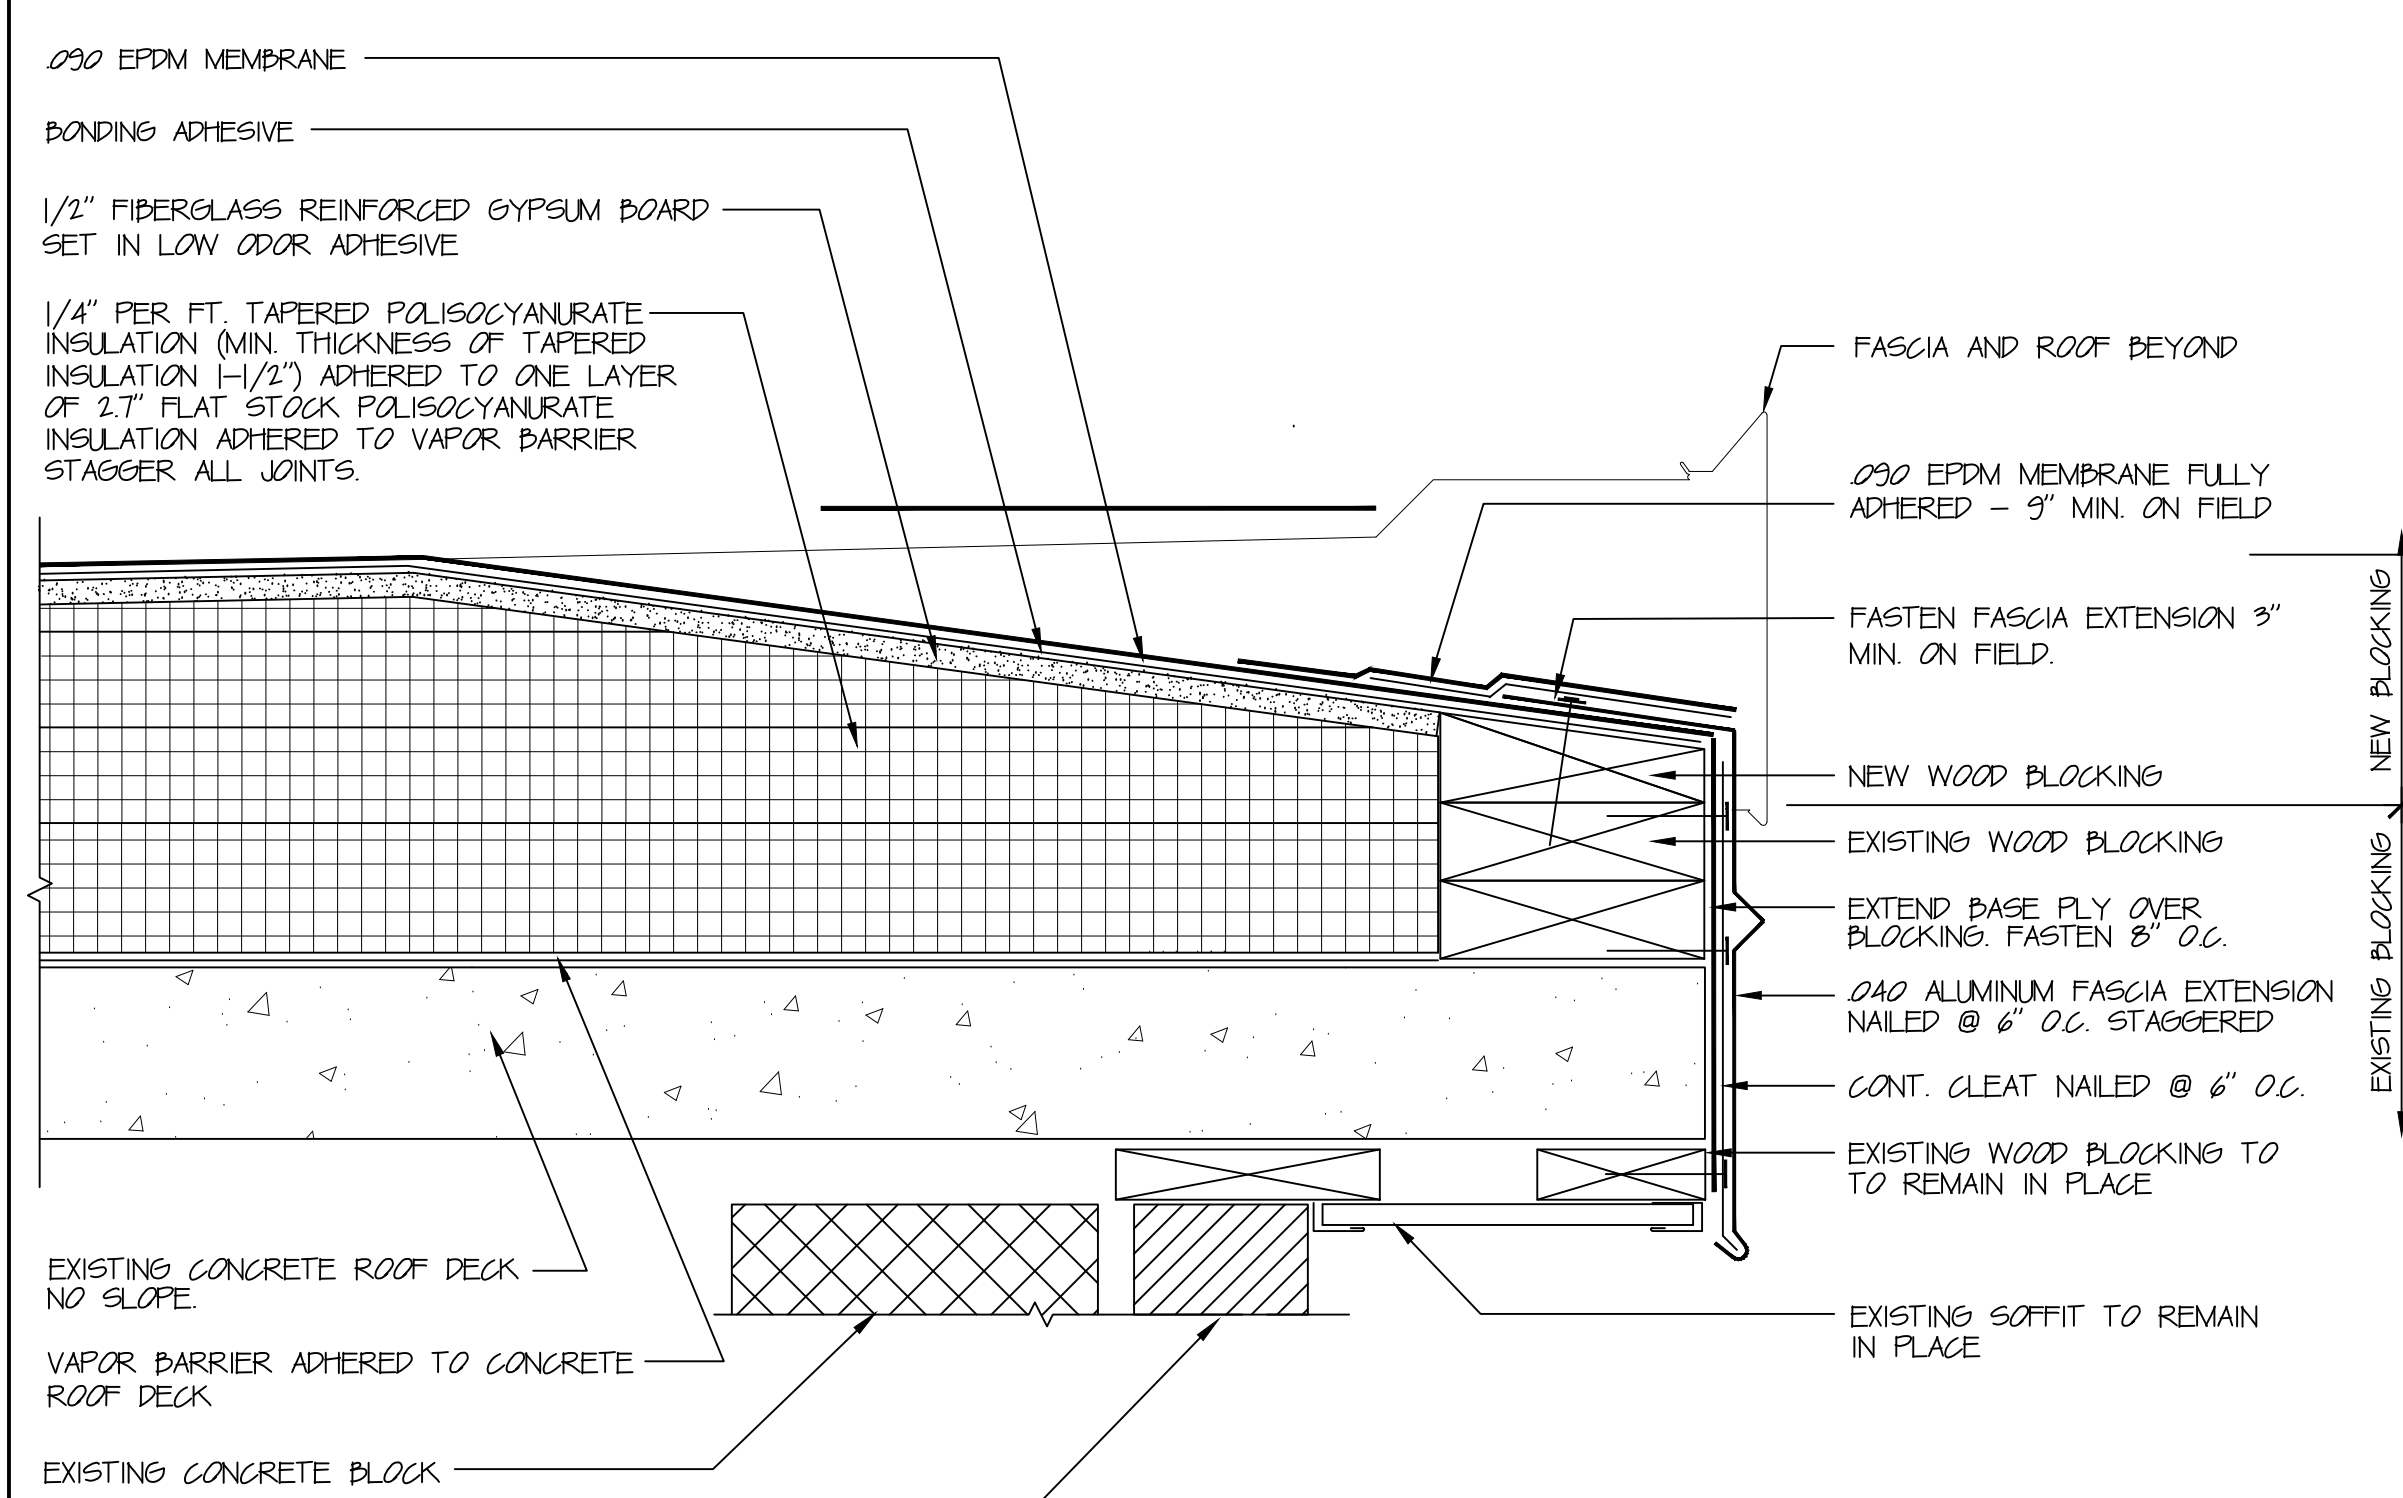 .090 EPDM MEMBRANE
BONDING ADHESIVE
1/2" FIBERGLASS REINFORCED GYPSUM BOARD
SET IN LOW ODOR ADHESIVE
1/4" PER FT. TAPERED POLISOCYANURATE
INSULATION (MIN. THICKNESS OF TAPERED
INSULATION 1-1/2") ADHERED TO ONE LAYER
OF 2.7" FLAT STOCK POLISOCYANURATE
INSULATION ADHERED TO VAPOR BARRIER
STAGGER ALL JOINTS.
EXISTING CONCRETE ROOF DECK
NO SLOPE.
VAPOR BARRIER ADHERED TO CONCRETE
ROOF DECK
EXISTING CONCRETE BLOCK
FASCIA AND ROOF BEYOND
.090 EPDM MEMBRANE FULLY
ADHERED - 9" MIN. ON FIELD
FASTEN FASCIA EXTENSION 3"
MIN. ON FIELD.
NEW WOOD BLOCKING
EXISTING WOOD BLOCKING
EXTEND BASE PLY OVER
BLOCKING. FASTEN 8" O.C.
.040 ALUMINUM FASCIA EXTENSION
NAILED @ 6" O.C. STAGGERED
CONT. CLEAT NAILED @ 6" O.C.
EXISTING WOOD BLOCKING TO
TO REMAIN IN PLACE
EXISTING SOFFIT TO REMAIN
IN PLACE
NEW BLOCKING
EXISTING BLOCKING